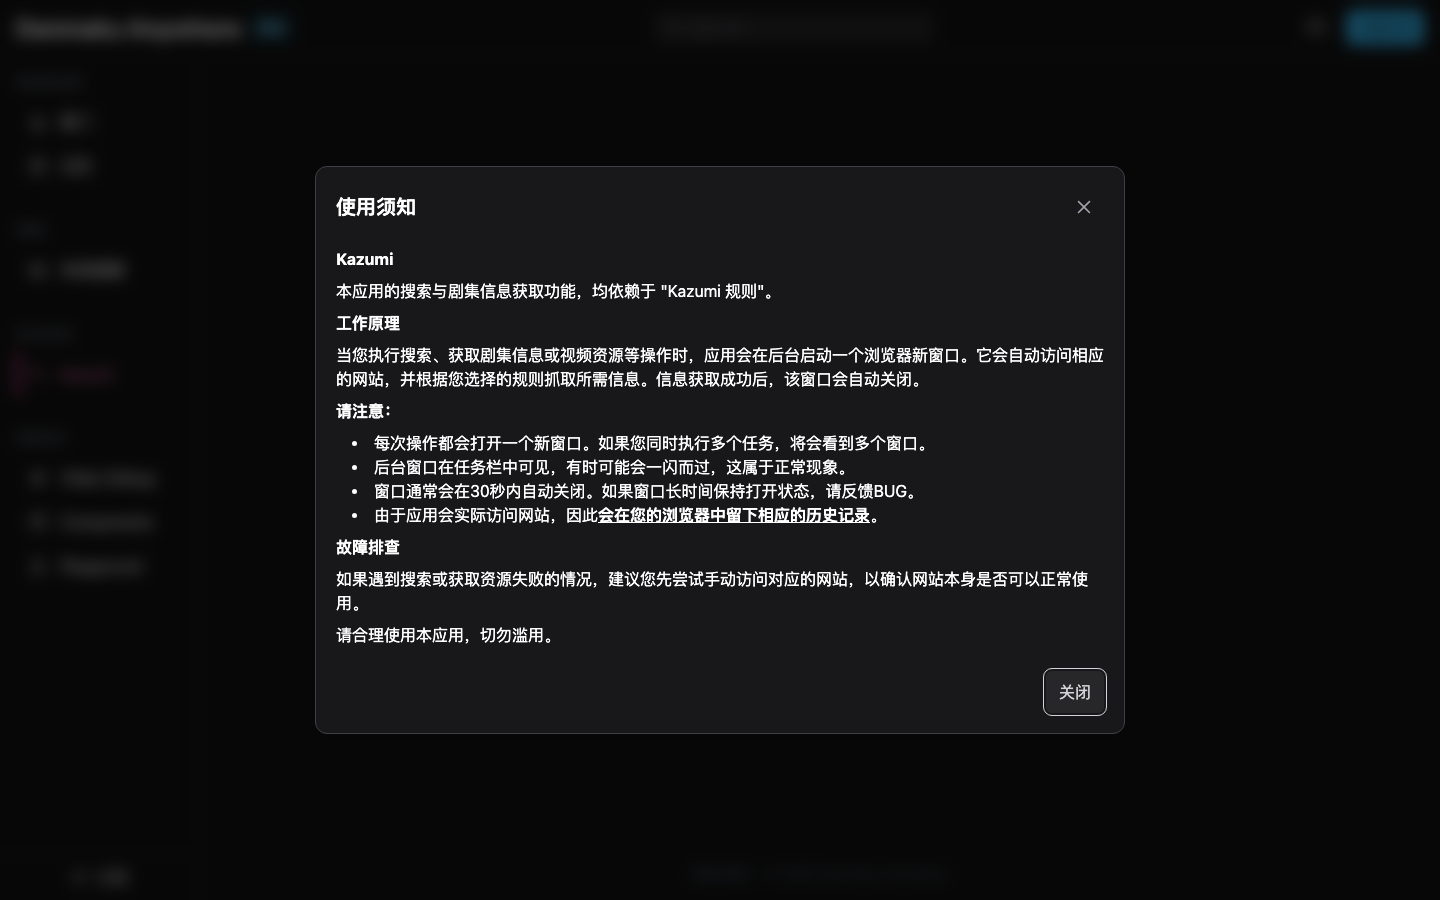 使用须知
Kazumi
本应用的搜索与剧集信息获取功能，均依赖于 "Kazumi 规则"。
工作原理
当您执行搜索、获取剧集信息或视频资源等操作时，应用会在后台启动一个浏览器新窗口。它会自动访问相应
的网站，并根据您选择的规则抓取所需信息。信息获取成功后，该窗口会自动关闭。
请注意：
• 每次操作都会打开一个新窗口。如果您同时执行多个任务，将会看到多个窗口。
• 后台窗口在任务栏中可见，有时可能会一闪而过，这属于正常现象。
• 窗口通常会在30秒内自动关闭。如果窗口长时间保持打开状态，请反馈BUG。
• 由于应用会实际访问网站，因此会在您的浏览器中留下相应的历史记录。
故障排查
如果遇到搜索或获取资源失败的情况，建议您先尝试手动访问对应的网站，以确认网站本身是否可以正常使
用。
请合理使用本应用，切勿滥用。
关闭